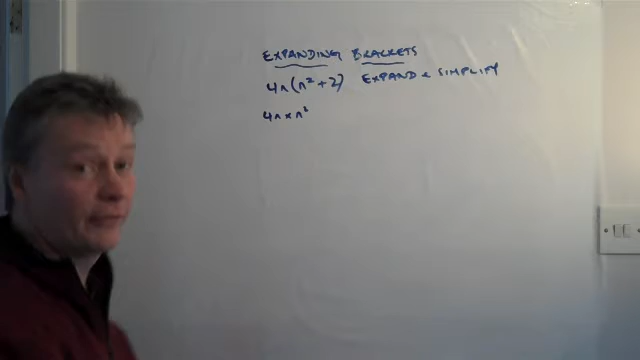 EXPANDING BRACKETS
4n(n²+2) EXPAND & SIMPLIFY
4n×n²